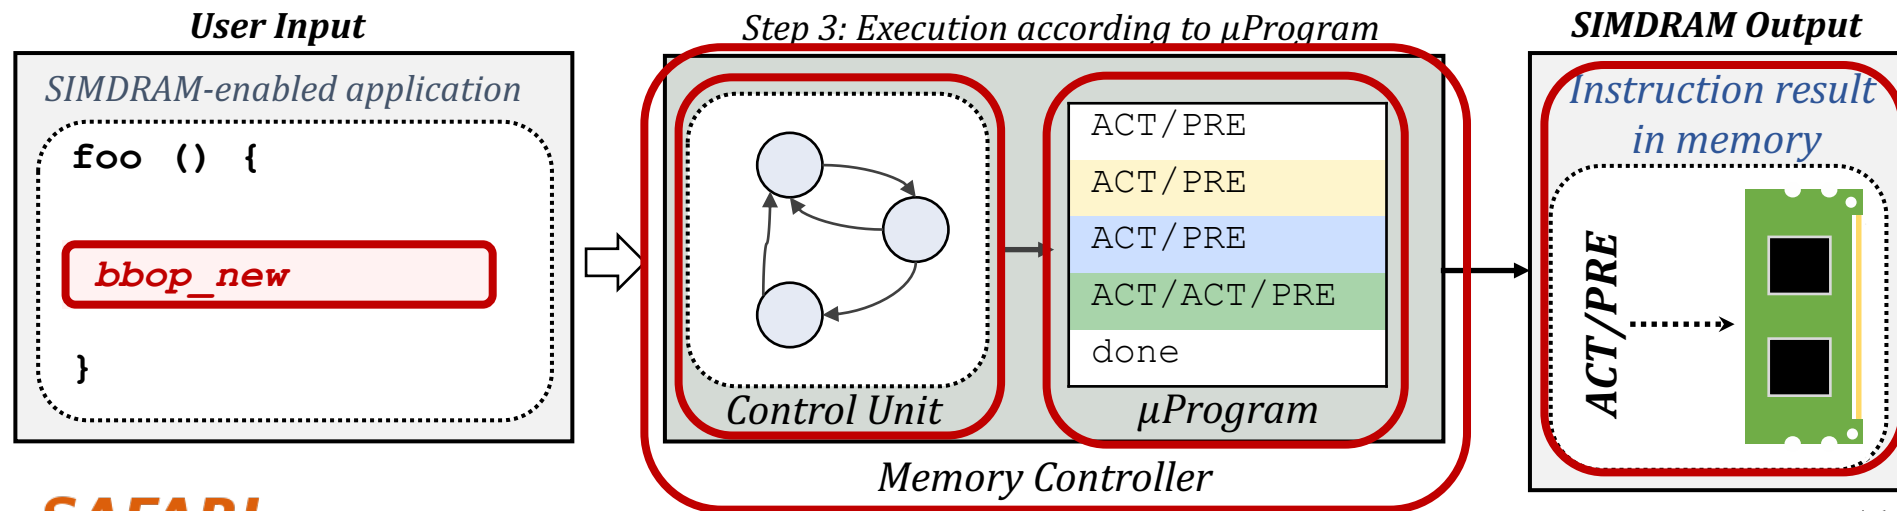 User Input
SIMDRAM-enabled application
foo () {
bbop_new
}
Step 3: Execution according to μProgram
Control Unit
ACT/PRE
ACT/PRE
ACT/PRE
ACT/ACT/PRE
done
μProgram
Memory Controller
SIMDRAM Output
Instruction result
in memory
ACT/PRE
SAFARI